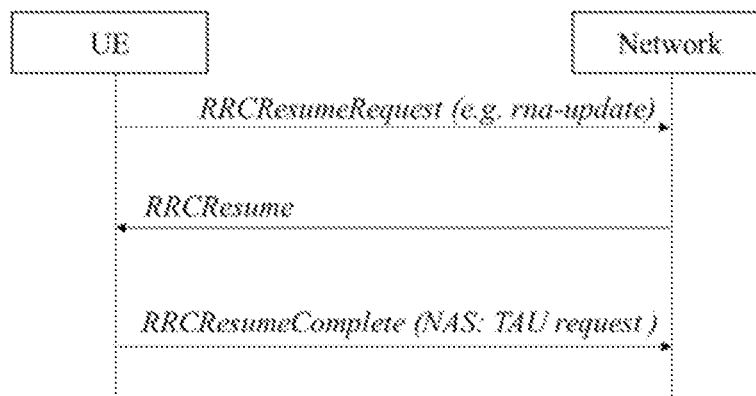 UE
Network
RRCResumeRequest (e.g. rna-update)
RRCResume
RRCResumeComplete (NAS: TAU request )